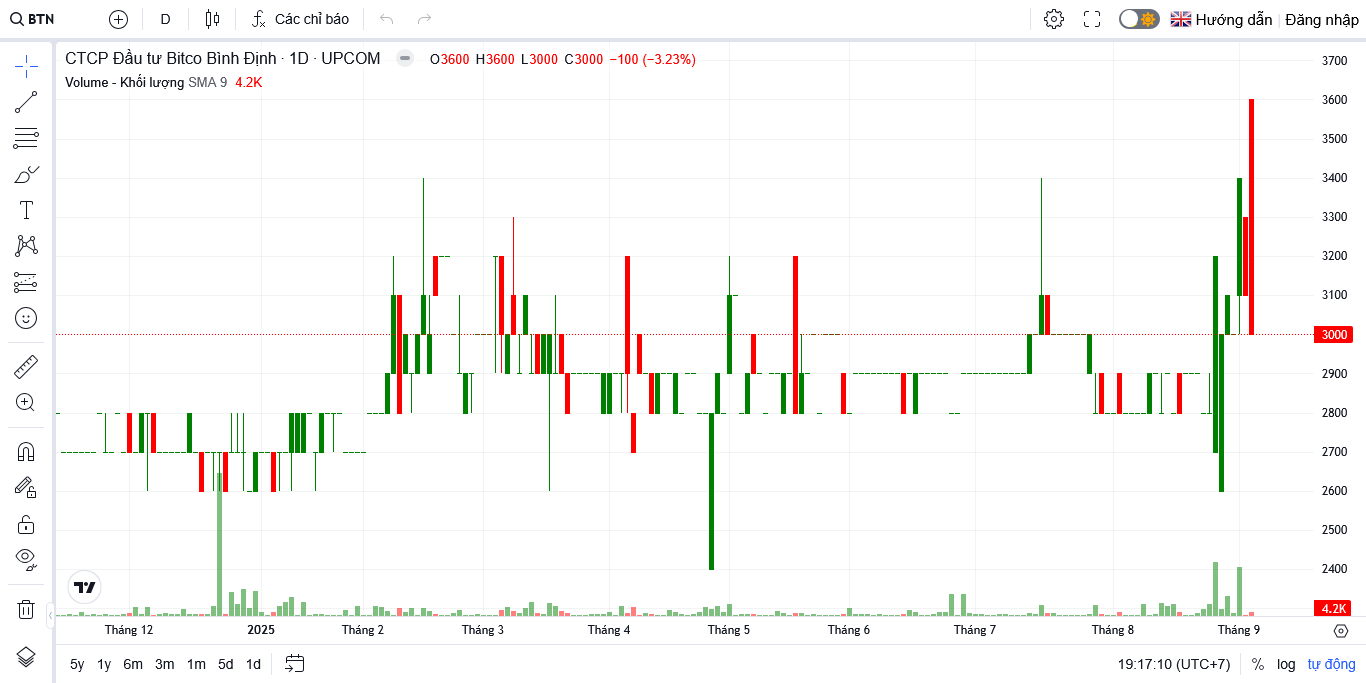 BTN D Các chỉ báo Hướng dẫn Đăng nhập
CTCP Đầu tư Bitco Bình Định · 1D · UPCOM O3600 H3600 L3000 C3000 −100 (−3.23%)
Volume - Khối lượng SMA 9 4.2K
3700
3600
3500
3400
3300
3200
3100
3000
2900
2800
2700
2600
2500
2400
4.2K
Tháng 12 2025 Tháng 2 Tháng 3 Tháng 4 Tháng 5 Tháng 6 Tháng 7 Tháng 8 Tháng 9
5y 1y 6m 3m 1m 5d 1d 19:17:10 (UTC+7) % log tự động